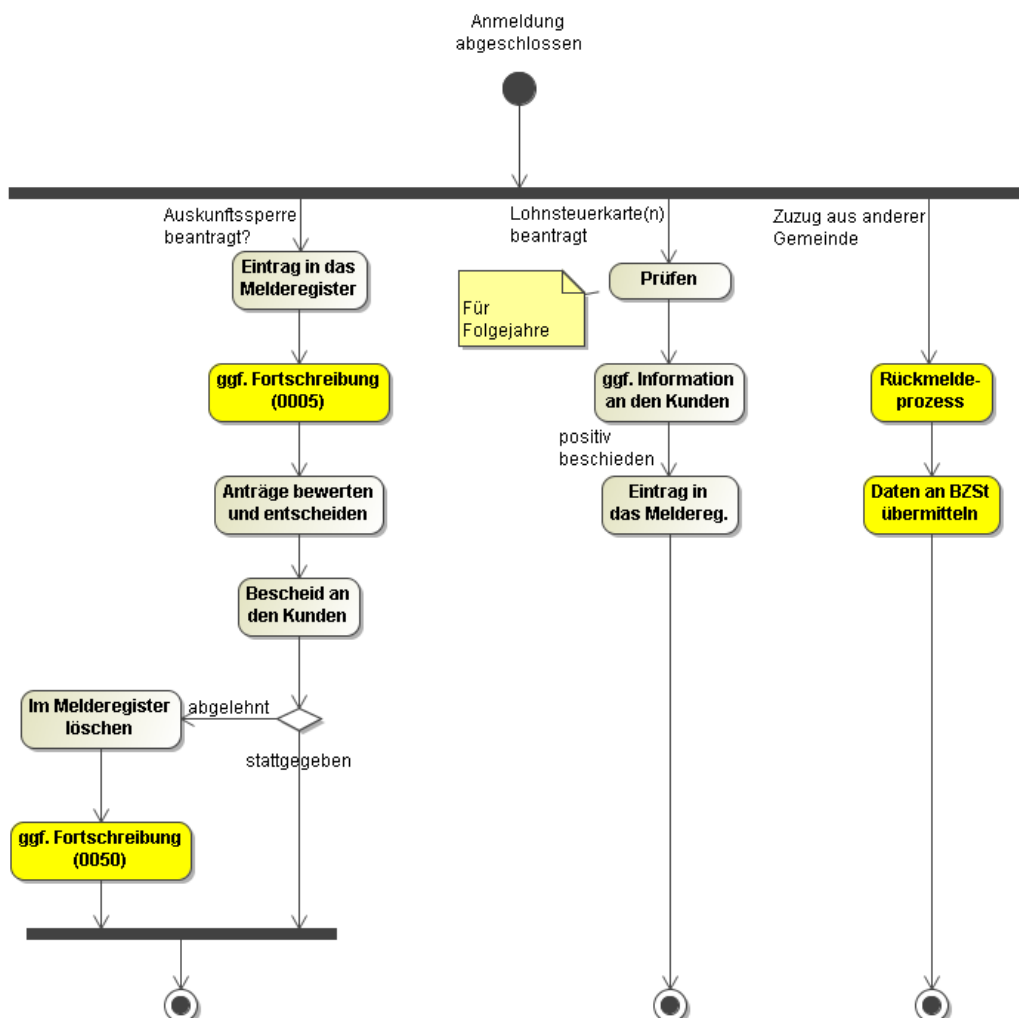 Anmeldung
abgeschlossen
Auskunftssperre
beantragt?
Eintrag in das
Melderegister
ggf. Fortschreibung
(0005)
Anträge bewerten
und entscheiden
Bescheid an
den Kunden
abgelehnt
stattgegeben
Im Melderegister
löschen
ggf. Fortschreibung
(0050)
Lohnsteuerkarte(n)
beantragt
Prüfen
Für
Folgejahre
ggf. Information
an den Kunden
positiv
beschieden
Eintrag in
das Meldereg.
Zuzug aus anderer
Gemeinde
Rückmelde-
prozess
Daten an BZSt
übermitteln